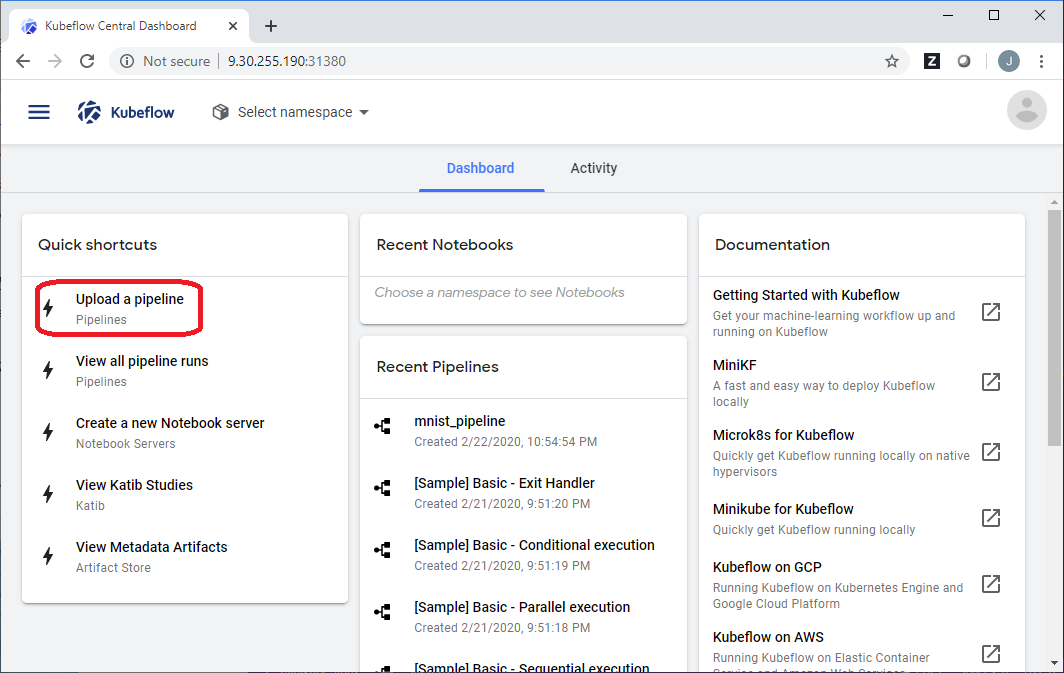 Kubeflow Central Dashboard
Not secure
9.30.255.190:31380
Z
J
Kubeflow
Select namespace
Dashboard
Activity
Quick shortcuts
Upload a pipeline
Pipelines
View all pipeline runs
Pipelines
Create a new Notebook server
Notebook Servers
View Katib Studies
Katib
View Metadata Artifacts
Artifact Store
Recent Notebooks
Choose a namespace to see Notebooks
Recent Pipelines
mnist_pipeline
Created 2/22/2020, 10:54:54 PM
[Sample] Basic - Exit Handler
Created 2/21/2020, 9:51:20 PM
[Sample] Basic - Conditional execution
Created 2/21/2020, 9:51:19 PM
[Sample] Basic - Parallel execution
Created 2/21/2020, 9:51:18 PM
[Sample] Basic - Sequential execution
Documentation
Getting Started with Kubeflow
Get your machine-learning workflow up and
running on Kubeflow
MiniKF
A fast and easy way to deploy Kubeflow
locally
Microk8s for Kubeflow
Quickly get Kubeflow running locally on native
hypervisors
Minikube for Kubeflow
Quickly get Kubeflow running locally
Kubeflow on GCP
Running Kubeflow on Kubernetes Engine and
Google Cloud Platform
Kubeflow on AWS
Running Kubeflow on Elastic Container
Service and Amazon Web Services